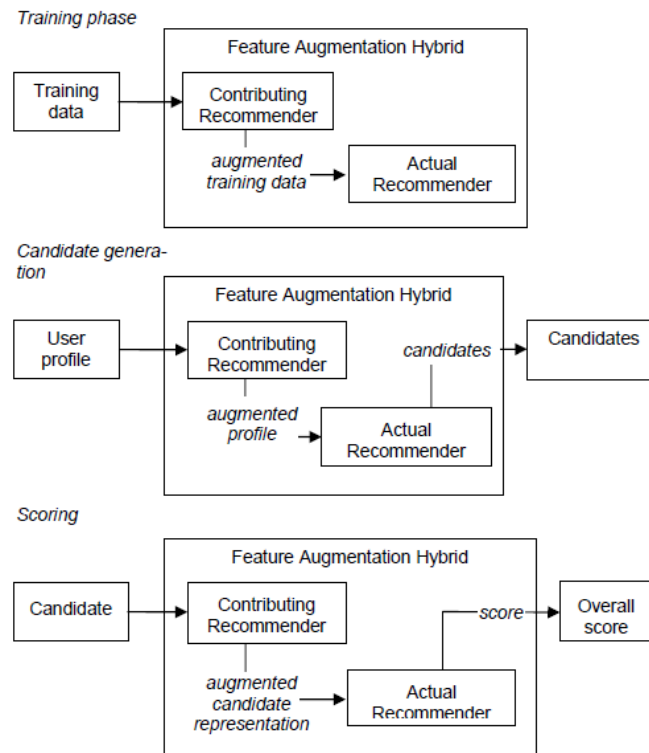 Training phase
Feature Augmentation Hybrid
Training
data
Contributing
Recommender
augmented
training data
Actual
Recommender
Candidate genera-
tion
Feature Augmentation Hybrid
User
profile
Contributing
Recommender
candidates
Candidates
augmented
profile
Actual
Recommender
Scoring
Feature Augmentation Hybrid
Candidate
Contributing
Recommender
score
Overall
score
augmented
candidate
representation
Actual
Recommender